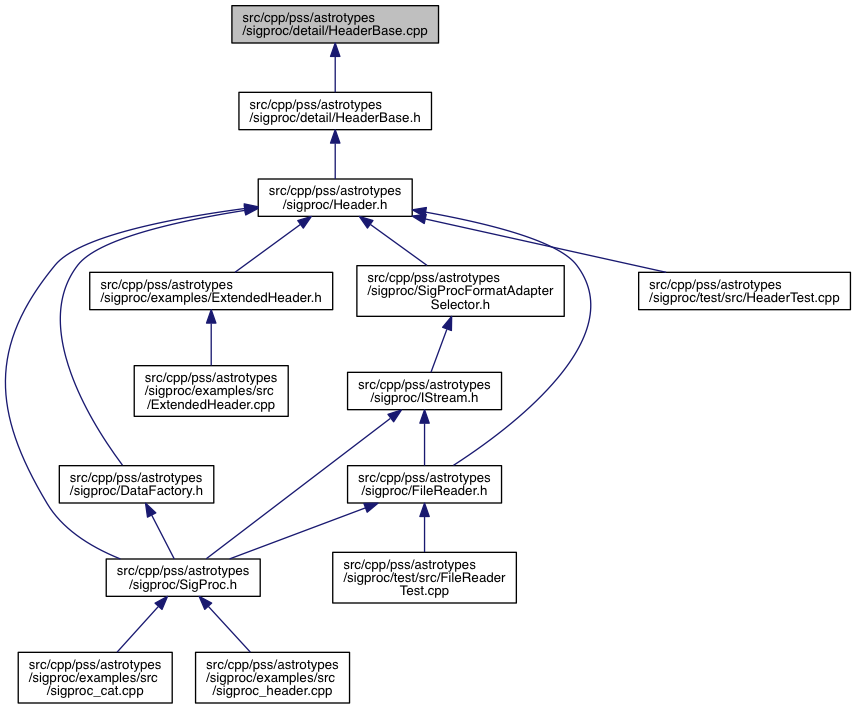 src/cpp/pss/astrotypes
/sigproc/detail/HeaderBase.cpp
src/cpp/pss/astrotypes
/sigproc/detail/HeaderBase.h
src/cpp/pss/astrotypes
/sigproc/Header.h
src/cpp/pss/astrotypes
/sigproc/examples/ExtendedHeader.h
src/cpp/pss/astrotypes
/sigproc/SigProcFormatAdapter
Selector.h
src/cpp/pss/astrotypes
/sigproc/test/src/HeaderTest.cpp
src/cpp/pss/astrotypes
/sigproc/examples/src
/ExtendedHeader.cpp
src/cpp/pss/astrotypes
/sigproc/IStream.h
src/cpp/pss/astrotypes
/sigproc/DataFactory.h
src/cpp/pss/astrotypes
/sigproc/FileReader.h
src/cpp/pss/astrotypes
/sigproc/SigProc.h
src/cpp/pss/astrotypes
/sigproc/test/src/FileReader
Test.cpp
src/cpp/pss/astrotypes
/sigproc/examples/src
/sigproc_cat.cpp
src/cpp/pss/astrotypes
/sigproc/examples/src
/sigproc_header.cpp